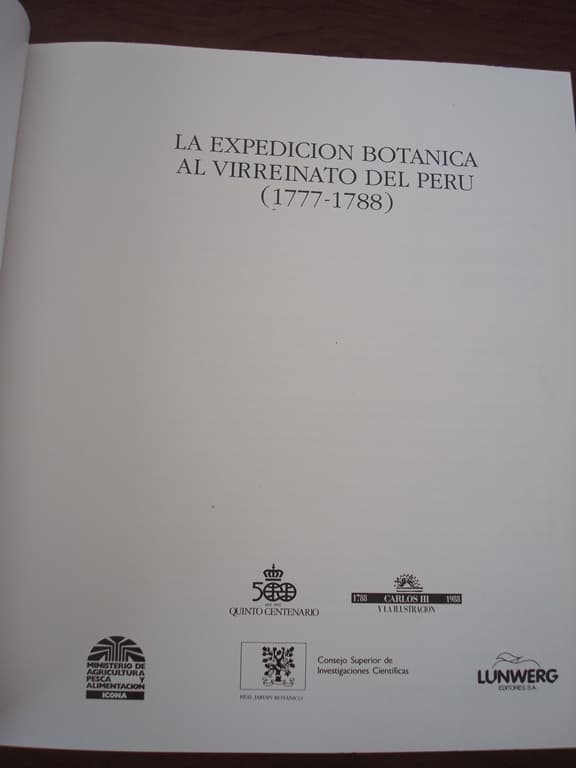 LA EXPEDICION BOTANICA
AL VIRREINATO DEL PERU
(1777-1788)
500
QUINTO CENTENARIO
1788 CARLOS III 1988
Y LA ILUSTRACION
MINISTERIO DE
AGRICULTURA
PESCA Y
ALIMENTACION
ICONA
REAL JARDIN BOTANICO
Consejo Superior de
Investigaciones Científicas
LUNWERG
EDITORES S.A.